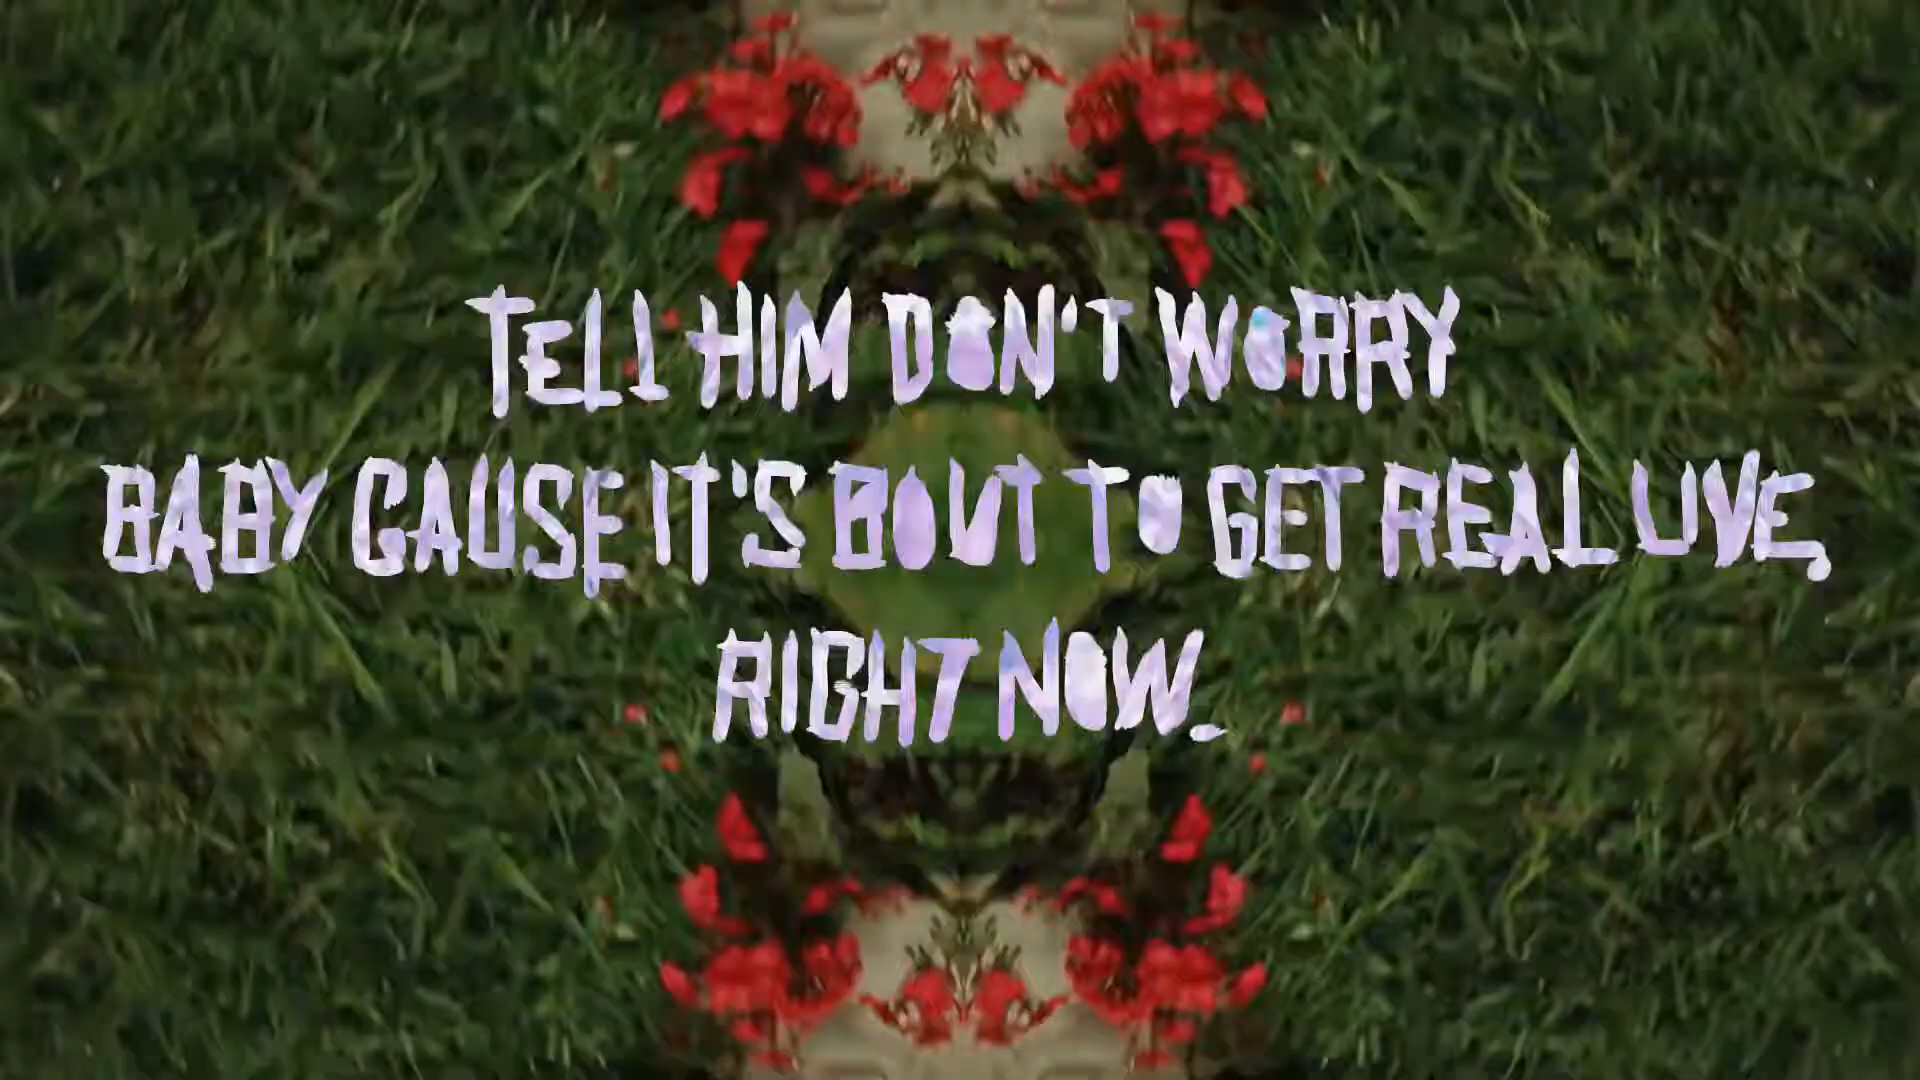 TELL HIM DON'T WORRY
BABY CAUSE IT'S BOUT TO GET REAL LIVE,
RIGHT NOW.